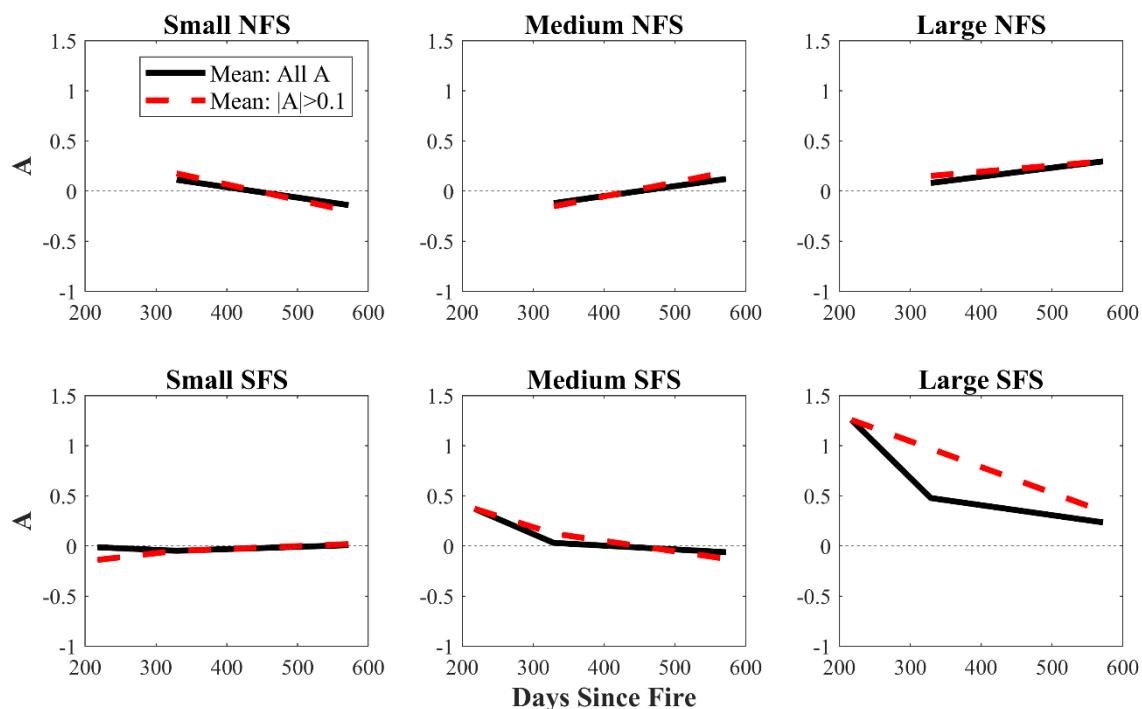 Small NFS
Medium NFS
Large NFS
1.5
1
0.5
0
-0.5
-1
A
Mean: All A
Mean: |A|>0.1
200 300 400 500 600
1.5
1
0.5
0
-0.5
-1
200 300 400 500 600
1.5
1
0.5
0
-0.5
-1
200 300 400 500 600
Small SFS
Medium SFS
Large SFS
1.5
1
0.5
0
-0.5
-1
A
200 300 400 500 600
1.5
1
0.5
0
-0.5
-1
200 300 400 500 600
1.5
1
0.5
0
-0.5
-1
200 300 400 500 600
Days Since Fire